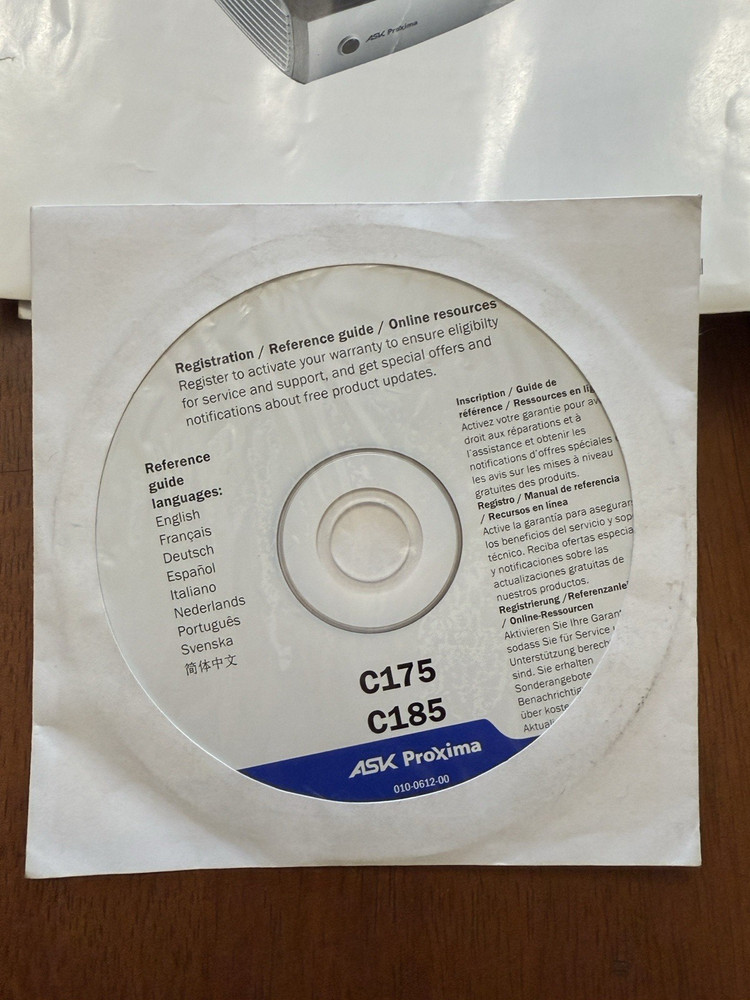 ASK Proxima
Registration / Reference guide / Online resources
Register to activate your warranty to ensure eligibilty
for service and support, and get special offers and
notifications about free product updates.
Reference
guide
languages:
English
Français
Deutsch
Español
Italiano
Nederlands
Português
Svenska
简体中文
Inscription / Guide de
référence / Ressources en
Activez votre garantie pour
droit aux réparations et à
l'assistance et obtenir les
notifications d'offres spéciales
les avis sur les mises à niveau
gratuites des produits.
Registro / Manual de referencia
/ Recursos en línea
Active la garantía para asegurar
los beneficios del servicio y
técnico. Reciba ofertas
y notificaciones sobre las
actualizaciones gratuitas de
nuestros productos.
Registrierung /
/ Online-Ressourcen
Aktivieren Sie Ihre
sodass Sie für Service
Unterstützung
sind. Sie erhalten
Sonderangebote
über
C175
C185
ASK Proxima
010-0612-00